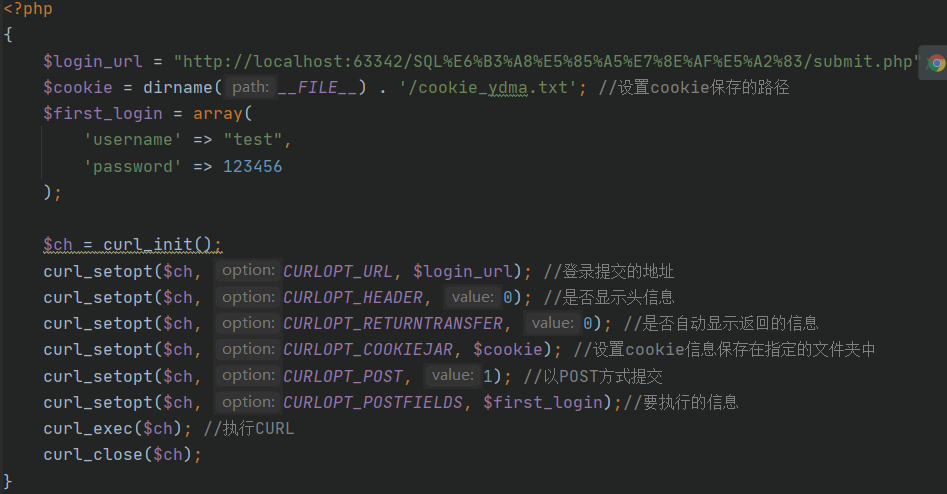 <?php
{
    $login_url = "http://localhost:63342/SQL%E6%B3%A8%E5%85%A5%E7%8E%AF%E5%A2%83/submit.php"
    $cookie = dirname( path: __FILE__) . '/cookie_ydma.txt'; //设置cookie保存的路径
    $first_login = array(
        'username' => "test",
        'password' => 123456
    );

    $ch = curl_init();
    curl_setopt($ch, option: CURLOPT_URL, $login_url); //登录提交的地址
    curl_setopt($ch, option: CURLOPT_HEADER, value: 0); //是否显示头信息
    curl_setopt($ch, option: CURLOPT_RETURNTRANSFER, value: 0); //是否自动显示返回的信息
    curl_setopt($ch, option: CURLOPT_COOKIEJAR, $cookie); //设置cookie信息保存在指定的文件夹中
    curl_setopt($ch, option: CURLOPT_POST, value: 1); //以POST方式提交
    curl_setopt($ch, option: CURLOPT_POSTFIELDS, $first_login);//要执行的信息
    curl_exec($ch); //执行CURL
    curl_close($ch);
}